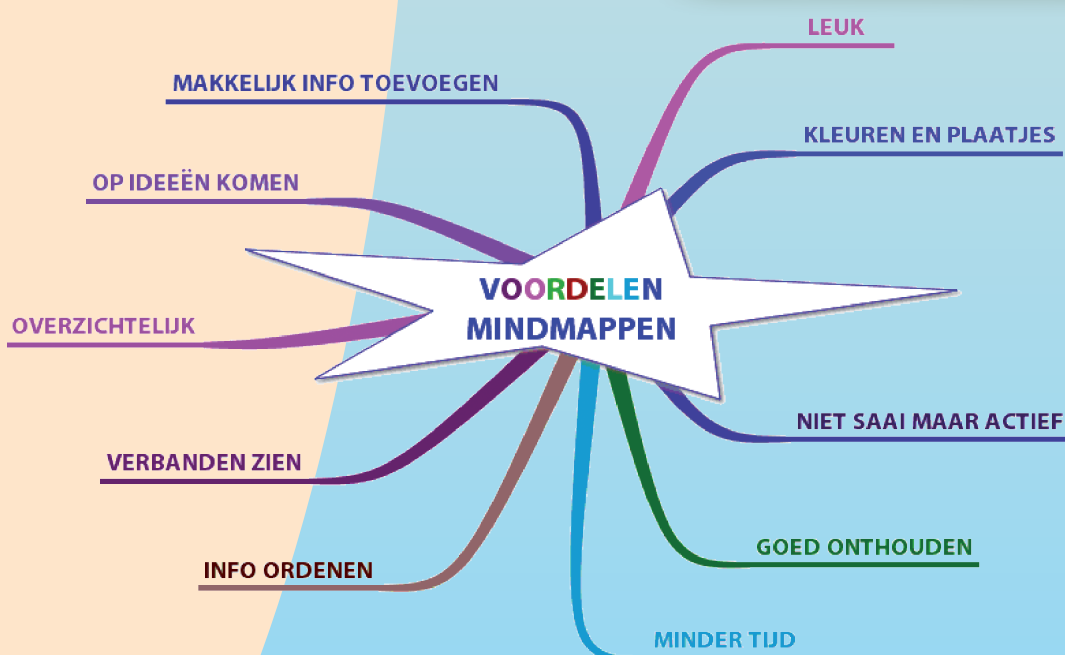 LEUK
MAKKELIJK INFO TOEVOEGEN
KLEUREN EN PLAATJES
OP IDEEËN KOMEN
VOORDELEN
MINDMAPPEN
OVERZICHTELIJK
NIET SAAI MAAR ACTIEF
VERBANDEN ZIEN
GOED ONTHOUDEN
INFO ORDENEN
MINDER TIJD